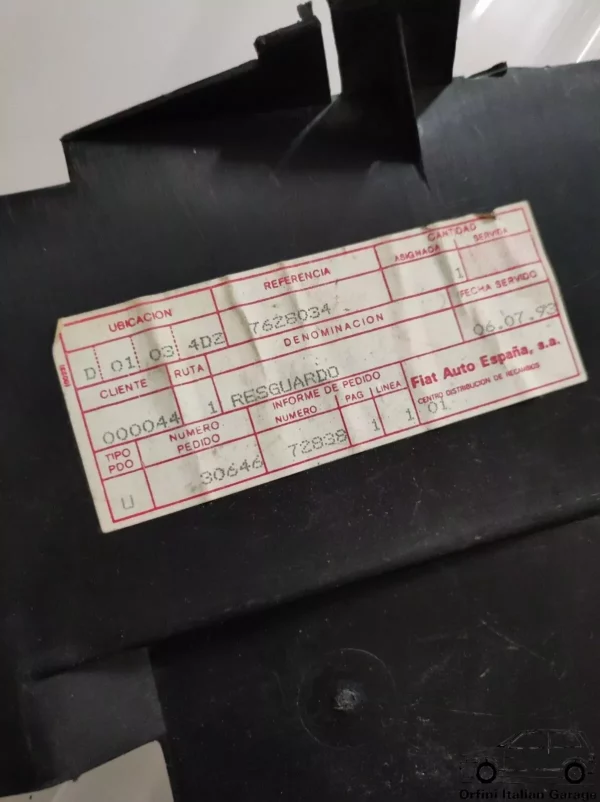 UBICACION REFERENCIA CANTIDAD
ASIGNADA SERVIDA
D 01 03 4D2 7628034 1
CLIENTE RUTA DENOMINACION FECHA SERVIDO
000044 1 RESGUARDO 06.07.93
TIPO PDO NUMERO PEDIDO INFORME DE PEDIDO
NUMERO PAG LINEA
Fiat Auto España, s.a.
CENTRO DISTRIBUCION DE RECAMBIOS
U 30646 72838 1 1 01
Orfini Italian Garage